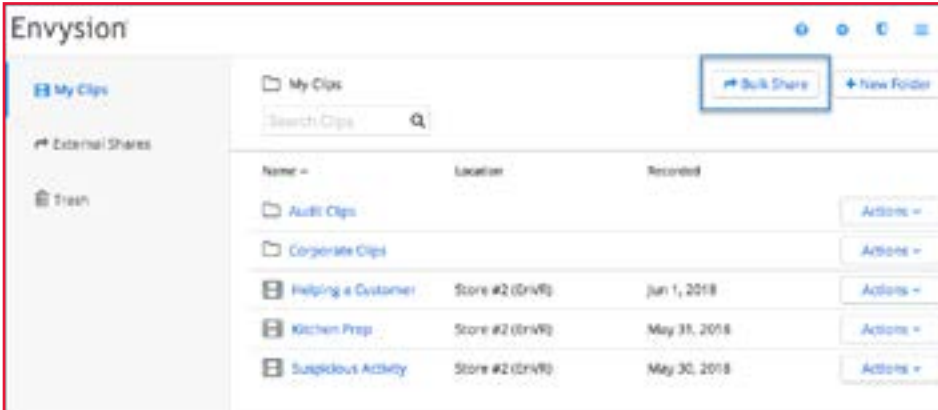 Envysion
My Clips
External Shares
Trash
My Clips
Bulk Share
+ New Folder
Search Clips
Name
Location
Recorded
Audit Clips
Actions
Corporate Clips
Actions
Helping a Customer
Store #2 (EnVR)
Jun 1, 2018
Actions
Kitchen Prep
Store #2 (EnVR)
May 31, 2018
Actions
Suspicious Activity
Store #2 (EnVR)
May 30, 2018
Actions